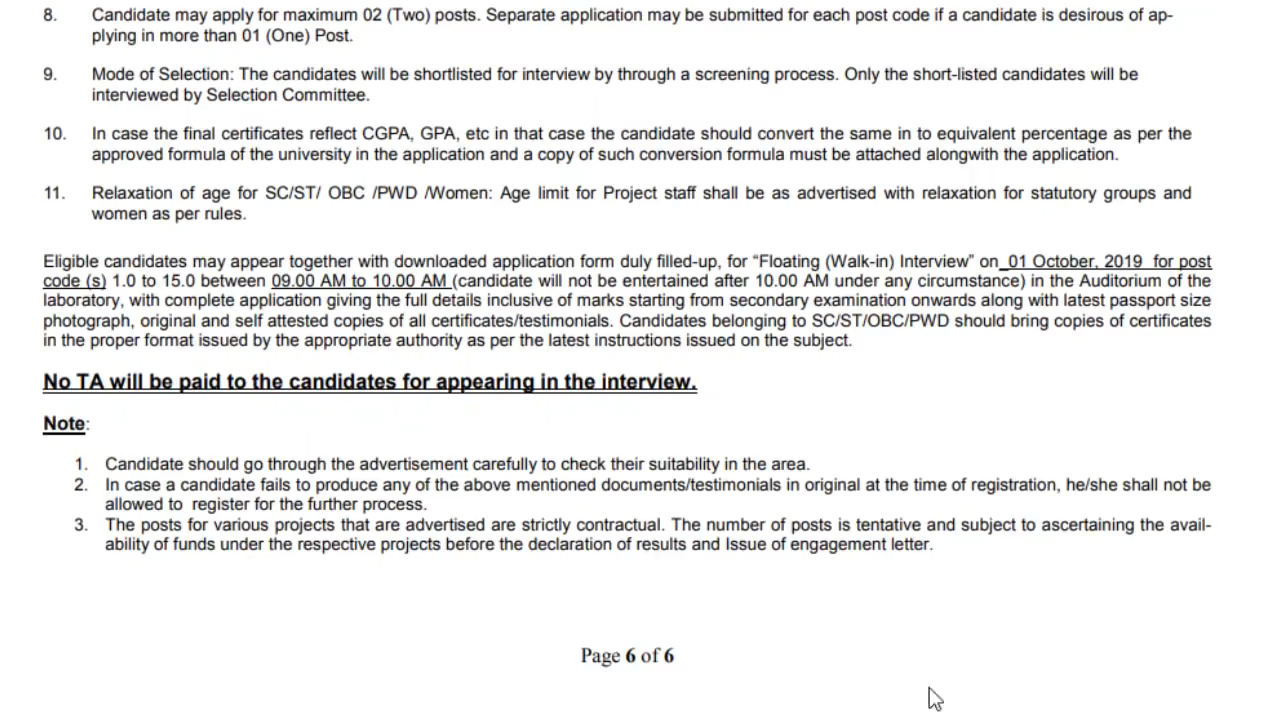 8. Candidate may apply for maximum 02 (Two) posts. Separate application may be submitted for each post code if a candidate is desirous of ap-
plying in more than 01 (One) Post.
9. Mode of Selection: The candidates will be shortlisted for interview by through a screening process. Only the short-listed candidates will be
interviewed by Selection Committee.
10. In case the final certificates reflect CGPA, GPA, etc in that case the candidate should convert the same in to equivalent percentage as per the
approved formula of the university in the application and a copy of such conversion formula must be attached alongwith the application.
11. Relaxation of age for SC/ST/ OBC /PWD /Women: Age limit for Project staff shall be as advertised with relaxation for statutory groups and
women as per rules.
Eligible candidates may appear together with downloaded application form duly filled-up, for “Floating (Walk-in) Interview” on 01 October, 2019 for post
code (s) 1.0 to 15.0 between 09.00 AM to 10.00 AM (candidate will not be entertained after 10.00 AM under any circumstance) in the Auditorium of the
laboratory, with complete application giving the full details inclusive of marks starting from secondary examination onwards along with latest passport size
photograph, original and self attested copies of all certificates/testimonials. Candidates belonging to SC/ST/OBC/PWD should bring copies of certificates
in the proper format issued by the appropriate authority as per the latest instructions issued on the subject.
No TA will be paid to the candidates for appearing in the interview.
Note:
1. Candidate should go through the advertisement carefully to check their suitability in the area.
2. In case a candidate fails to produce any of the above mentioned documents/testimonials in original at the time of registration, he/she shall not be
allowed to register for the further process.
3. The posts for various projects that are advertised are strictly contractual. The number of posts is tentative and subject to ascertaining the avail-
ability of funds under the respective projects before the declaration of results and Issue of engagement letter.
Page 6 of 6